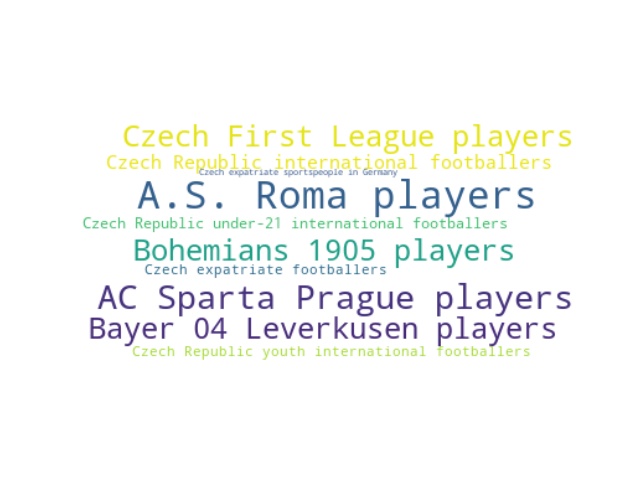 Czech First League players
Czech Republic international footballers
Czech expatriate sportspeople in Germany
A.S. Roma players
Czech Republic under-21 international footballers
Bohemians 1905 players
Czech expatriate footballers
AC Sparta Prague players
Bayer 04 Leverkusen players
Czech Republic youth international footballers